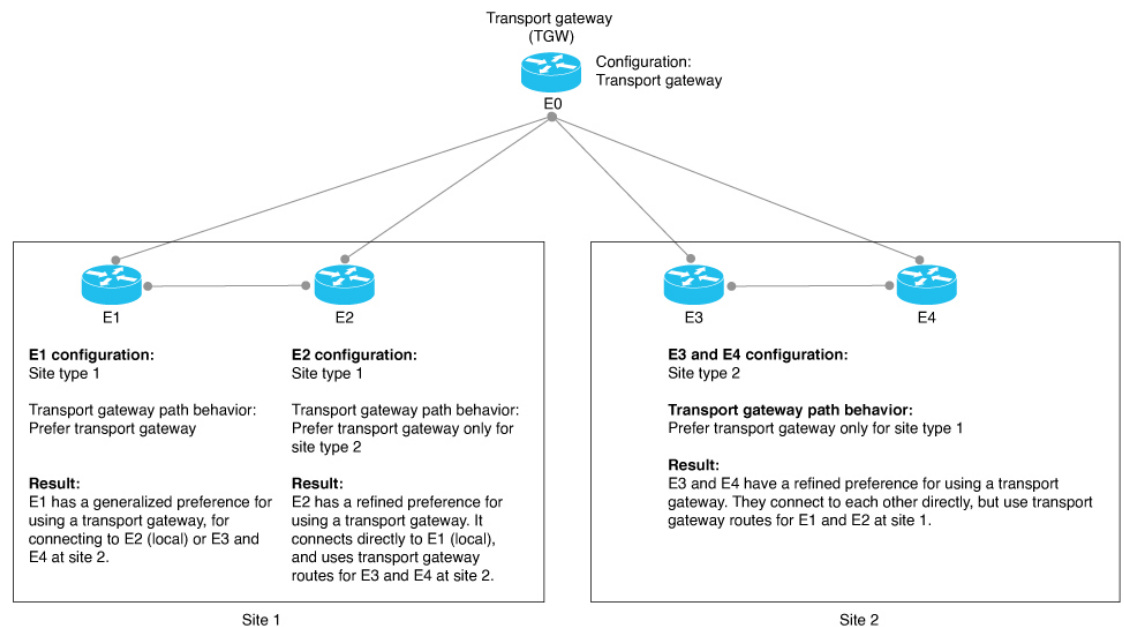 Transport gateway
(TGW)
Configuration:
Transport gateway
E0
E1
E2
E3
E4
E1 configuration:
Site type 1
Transport gateway path behavior:
Prefer transport gateway
Result:
E1 has a generalized preference for
using a transport gateway, for
connecting to E2 (local) or E3 and
E4 at site 2.
E2 configuration:
Site type 1
Transport gateway path behavior:
Prefer transport gateway only for
site type 2
Result:
E2 has a refined preference for
using a transport gateway. It
connects directly to E1 (local),
and uses transport gateway
routes for E3 and E4 at site 2.
E3 and E4 configuration:
Site type 2
Transport gateway path behavior:
Prefer transport gateway only for site type 1
Result:
E3 and E4 have a refined preference for using a transport
gateway. They connect to each other directly, but use transport
gateway routes for E1 and E2 at site 1.
Site 1
Site 2